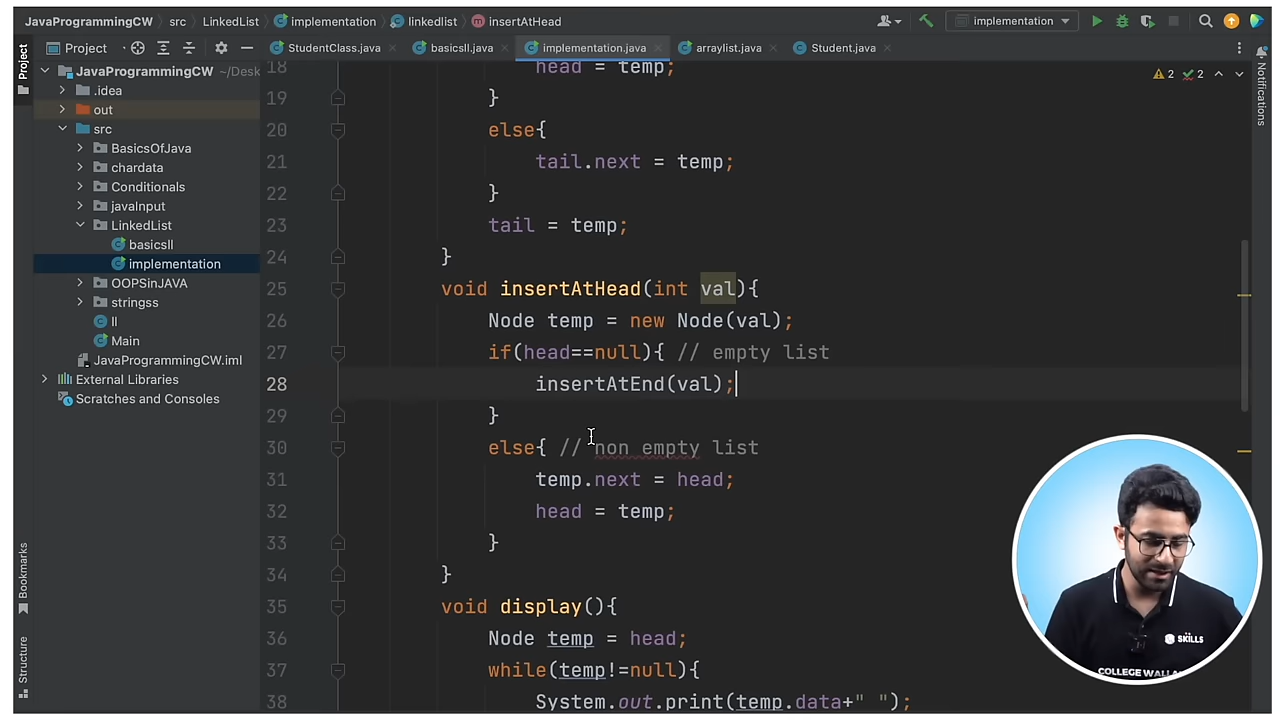 JavaProgrammingCW
src
LinkedList
implementation
linkedlist
insertAtHead
implementation
Project
StudentClass.java
basicsll.java
implementation.java
arraylist.java
Student.java
Project
JavaProgrammingCW ~/Desk
.idea
out
src
BasicsOfJava
chardata
Conditionals
javaInput
LinkedList
basicsll
implementation
OOPSinJAVA
stringss
ll
Main
JavaProgrammingCW.iml
External Libraries
Scratches and Consoles
Bookmarks
Structure
Notifications
2 2
18 head = temp;
19 }
20 else{
21 tail.next = temp;
22 }
23 tail = temp;
24 }
25 void insertAtHead(int val){
26 Node temp = new Node(val);
27 if(head==null){ // empty list
28 insertAtEnd(val);
29 }
30 else{ // non empty list
31 temp.next = head;
32 head = temp;
33 }
34 }
35 void display(){
36 Node temp = head;
37 while(temp!=null){
38 System.out.print(temp.data+" ");
SKILLS